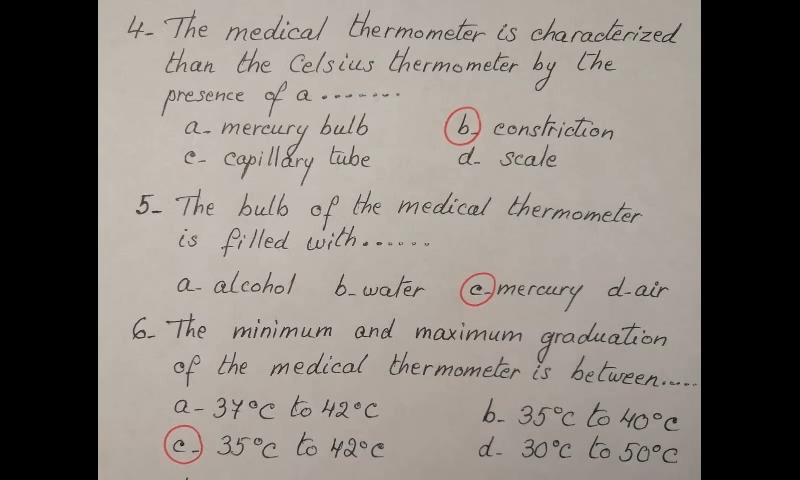 4- The medical thermometer is characterized
than the Celsius thermometer by the
presence of a ........
a- mercury bulb b- constriction
c- capillary tube d- scale
5- The bulb of the medical thermometer
is filled with.......
a- alcohol b- water c- mercury d- air
6- The minimum and maximum graduation
of the medical thermometer is between.....
a- 37°C to 42°C b- 35°C to 40°C
c- 35°C to 42°C d- 30°C to 50°C